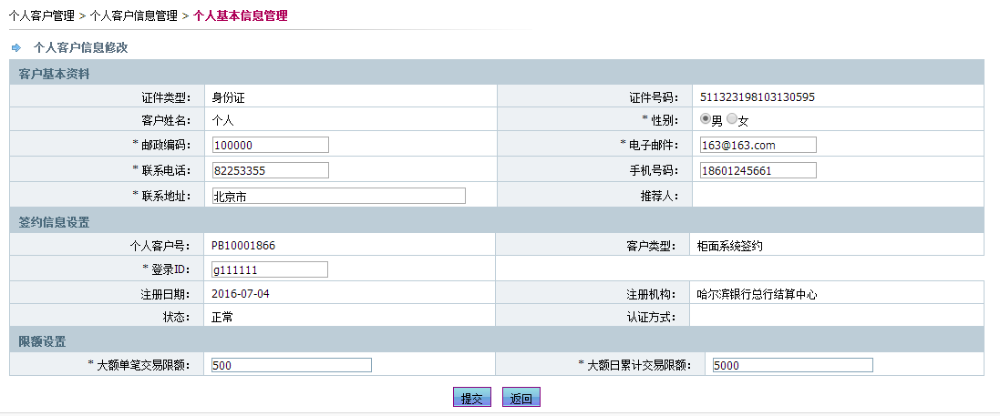 个人客户管理 > 个人客户信息管理 > 个人基本信息管理
个人客户信息修改
客户基本资料
证件类型： 身份证 证件号码： 511323198103130595
客户姓名： 个人 * 性别： 男 女
* 邮政编码： 100000 * 电子邮件： 163@163.com
* 联系电话： 82253355 手机号码： 18601245661
* 联系地址： 北京市 推荐人：
签约信息设置
个人客户号： PB10001866 客户类型： 柜面系统签约
* 登录ID： g111111
注册日期： 2016-07-04 注册机构： 哈尔滨银行总行结算中心
状态： 正常 认证方式：
限额设置
* 大额单笔交易限额： 500 * 大额日累计交易限额： 5000
提交 返回